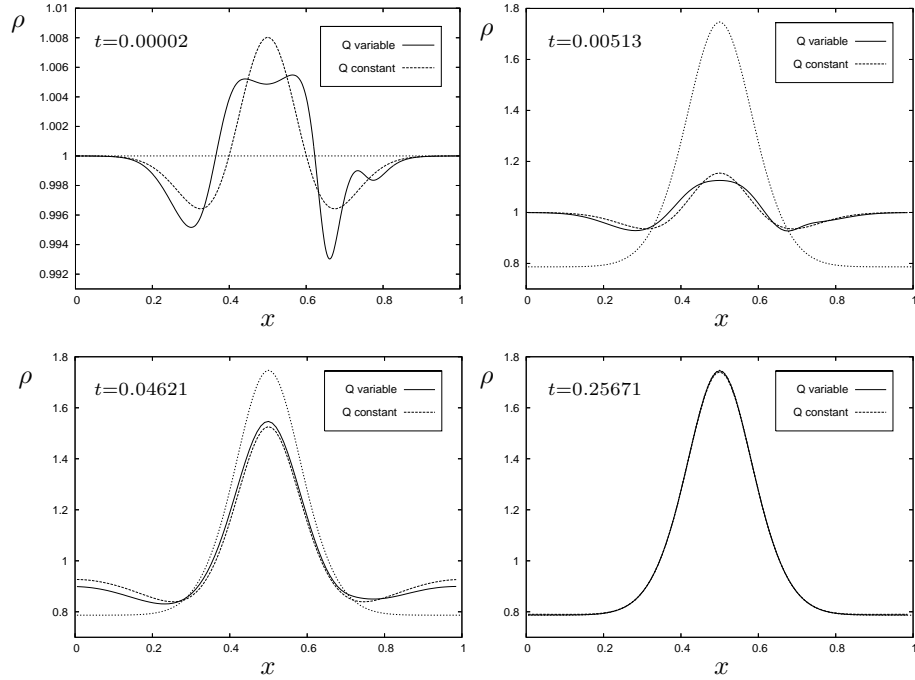 ρ
t=0.00002
Q variable
Q constant
1.01
1.008
1.006
1.004
1.002
1
0.998
0.996
0.994
0.992
0 0.2 0.4 0.6 0.8 1
x
ρ
t=0.00513
Q variable
Q constant
1.8
1.6
1.4
1.2
1
0.8
0 0.2 0.4 0.6 0.8 1
x
ρ
t=0.04621
Q variable
Q constant
1.8
1.6
1.4
1.2
1
0.8
0 0.2 0.4 0.6 0.8 1
x
ρ
t=0.25671
Q variable
Q constant
1.8
1.6
1.4
1.2
1
0.8
0 0.2 0.4 0.6 0.8 1
x